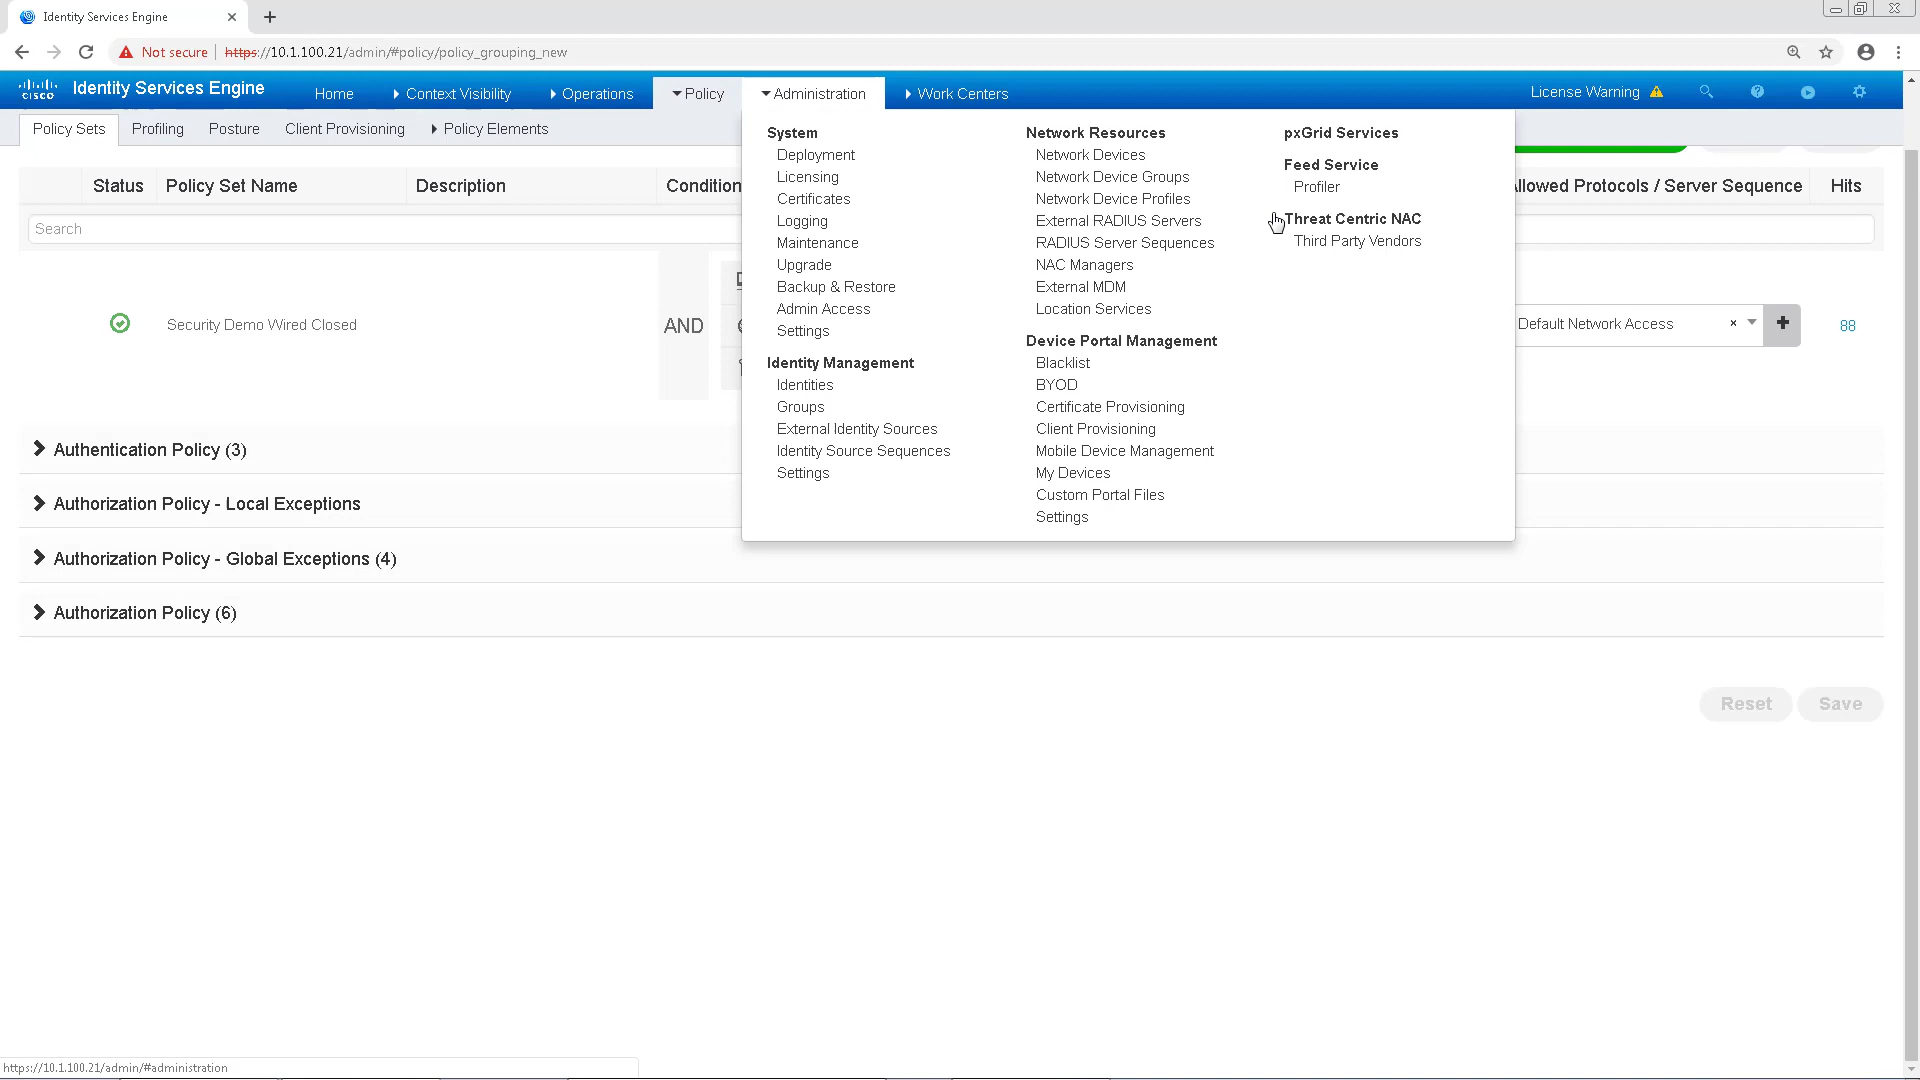 Identity Services Engine
Not secure https://10.1.100.21/admin/#policy/policy_grouping_new
CISCO Identity Services Engine Home Context Visibility Operations Policy Administration Work Centers License Warning
Policy Sets Profiling Posture Client Provisioning Policy Elements
System
Deployment
Licensing
Certificates
Logging
Maintenance
Upgrade
Backup & Restore
Admin Access
Settings
Identity Management
Identities
Groups
External Identity Sources
Identity Source Sequences
Settings
Network Resources
Network Devices
Network Device Groups
Network Device Profiles
External RADIUS Servers
RADIUS Server Sequences
NAC Managers
External MDM
Location Services
Device Portal Management
Blacklist
BYOD
Certificate Provisioning
Client Provisioning
Mobile Device Management
My Devices
Custom Portal Files
Settings
pxGrid Services
Feed Service
Profiler
Threat Centric NAC
Third Party Vendors
Status Policy Set Name Description Condition llowed Protocols / Server Sequence Hits
Search
Security Demo Wired Closed AND Default Network Access × 88
Authentication Policy (3)
Authorization Policy - Local Exceptions
Authorization Policy - Global Exceptions (4)
Authorization Policy (6)
Reset Save
https://10.1.100.21/admin/#administration